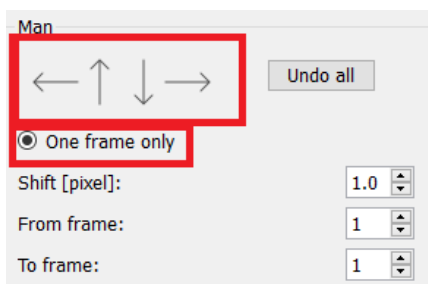 Man
Undo all
One frame only
Shift [pixel]: 1.0
From frame: 1
To frame: 1